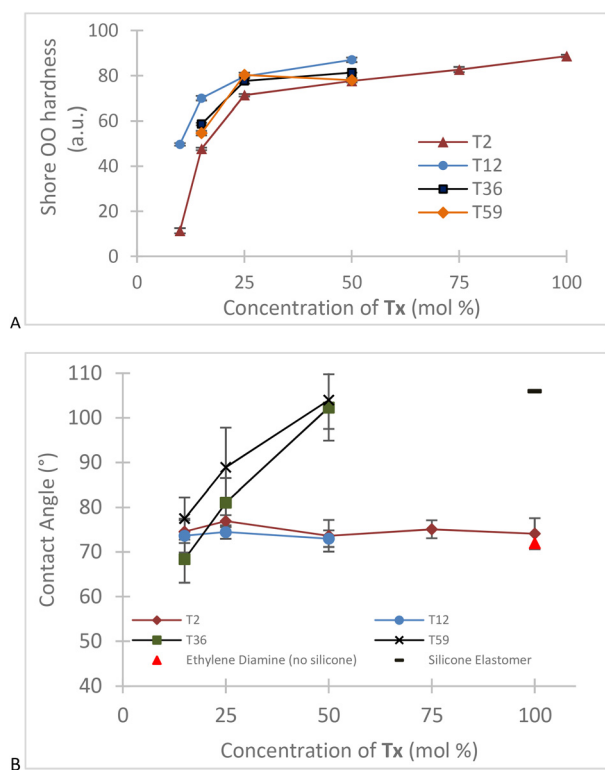 100
80
60
40
20
0
Shore OO hardness
(a.u.)
T2
T12
T36
T59
0
25
50
75
100
Concentration of Tx (mol %)
A
110
100
90
80
70
60
50
40
Contact Angle (°)
T2
T12
T36
T59
Ethylene Diamine (no silicone)
Silicone Elastomer
0
25
50
75
100
Concentration of Tx (mol %)
B